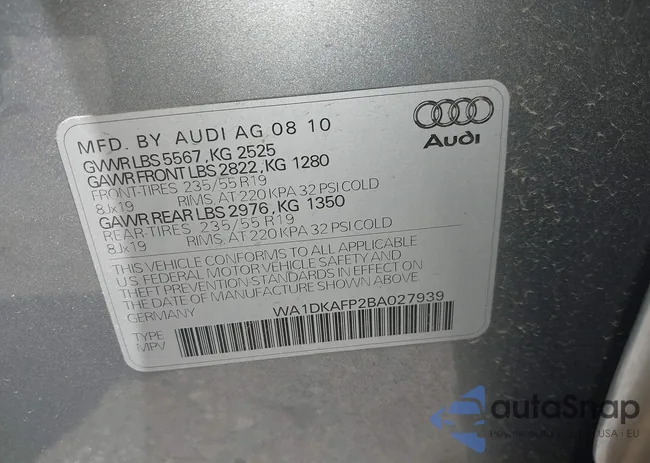 MFD. BY AUDI AG 08 10
GVWR LBS 5567, KG 2525
GAWR FRONT LBS 2822, KG 1280
FRONT-TIRES 235/55 R19
8Jx19 RIMS, AT 220 KPA 32 PSI COLD
GAWR REAR LBS 2976, KG 1350
REAR-TIRES 235/55 R19
8Jx19 RIMS, AT 220 KPA 32 PSI COLD
THIS VEHICLE CONFORMS TO ALL APPLICABLE
U.S FEDERAL MOTOR VEHICLE SAFETY AND
THEFT PREVENTION STANDARDS IN EFFECT ON
THE DATE OF MANUFACTURE SHOWN ABOVE
GERMANY WA1DKAFP2BA027939
TYPE
MPV
Audi
autoSnap
USA | EU